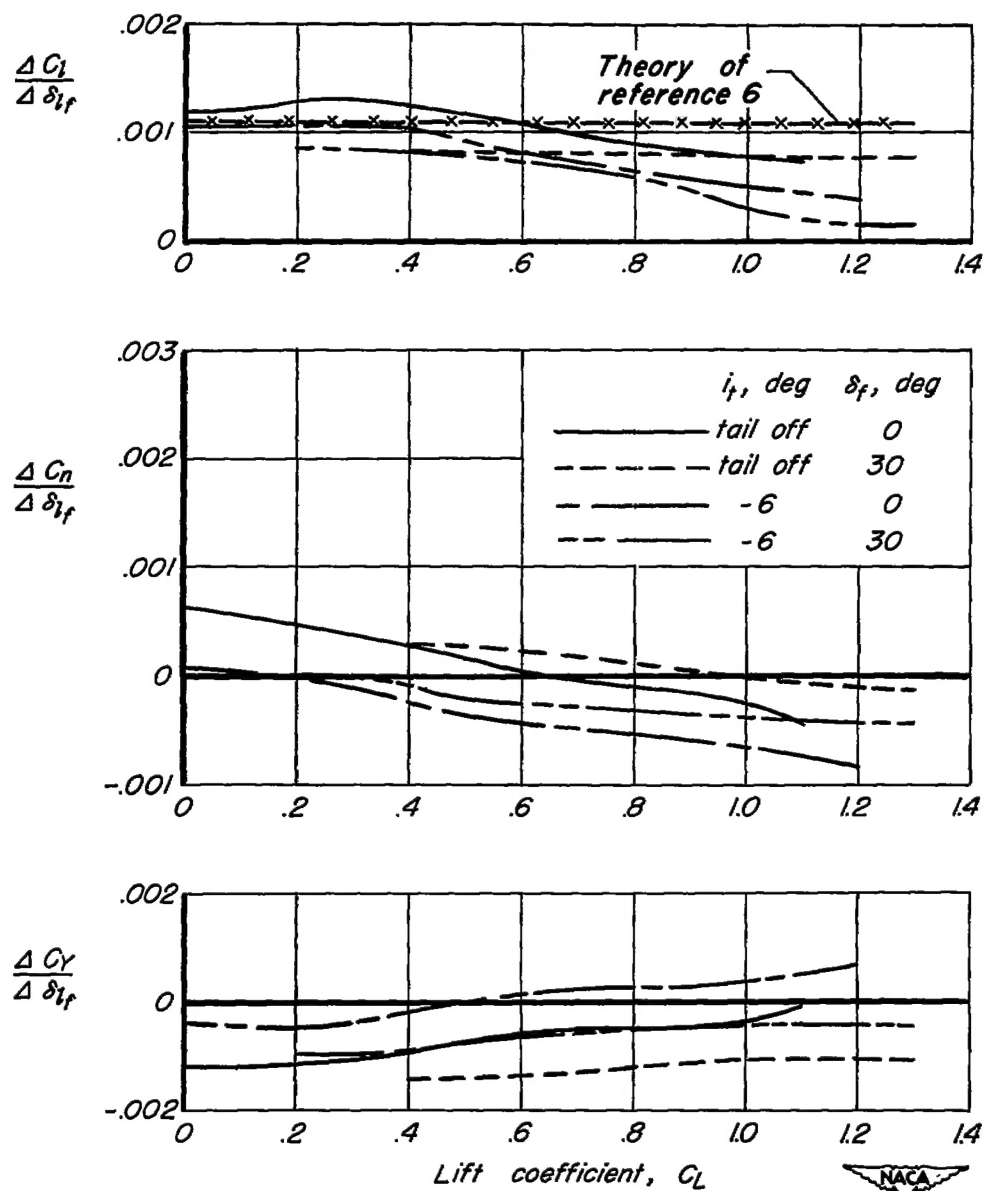 .002
ΔCl
Δδlf
Theory of
reference 6
.001
0
0 .2 .4 .6 .8 1.0 1.2 1.4
.003
it, deg δf, deg
tail off 0
.002
ΔCn
Δδlf
tail off 30
-6 0
-6 30
.001
0
-.001
0 .2 .4 .6 .8 1.0 1.2 1.4
.002
ΔCY
Δδlf
0
-.002
0 .2 .4 .6 .8 1.0 1.2 1.4
Lift coefficient, CL
NACA